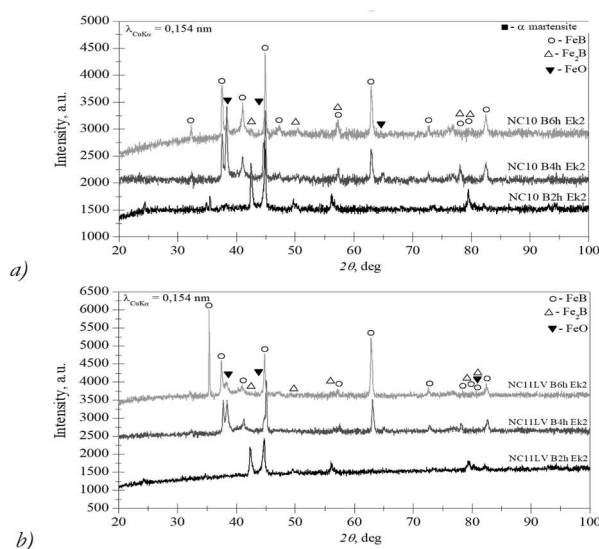 λCuKα = 0,154 nm
■ - α martensite
○ - FeB
△ - Fe₂B
▼ - FeO
5000
4500
4000
3500
3000
2500
2000
1500
1000
Intensity, a.u.
NC10 B6h Ek2
NC10 B4h Ek2
NC10 B2h Ek2
20 30 40 50 60 70 80 90 100
2θ, deg
a)
λCuKα = 0,154 nm
○ - FeB
△ - Fe₂B
▼ - FeO
6500
6000
5500
5000
4500
4000
3500
3000
2500
2000
1500
1000
500
Intensity, a.u.
NC11LV B6h Ek2
NC11LV B4h Ek2
NC11LV B2h Ek2
20 30 40 50 60 70 80 90 100
2θ, deg
b)